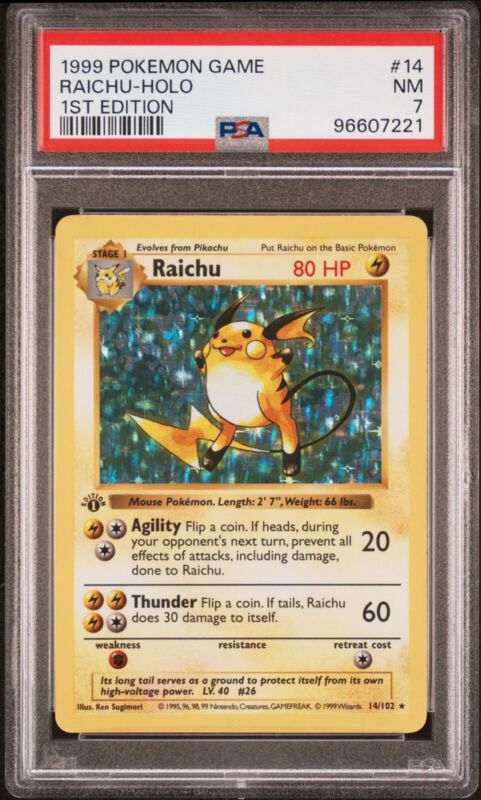 1999 POKEMON GAME #14
RAICHU-HOLO NM
1ST EDITION 7
PSA 96607221
Evolves from Pikachu Put Raichu on the Basic Pokémon
STAGE 1
Raichu 80 HP
EDITION
1
Mouse Pokémon. Length: 2' 7", Weight: 66 lbs.
Agility Flip a coin. If heads, during
your opponent's next turn, prevent all
effects of attacks, including damage,
done to Raichu.
20
Thunder Flip a coin. If tails, Raichu
does 30 damage to itself.
60
weakness resistance retreat cost
Its long tail serves as a ground to protect itself from its own
high-voltage power. LV. 40 #26
Illus. Ken Sugimori © 1995, 96, 98, 99 Nintendo, Creatures, GAMEFREAK. © 1999 Wizards. 14/102 ★
PSA